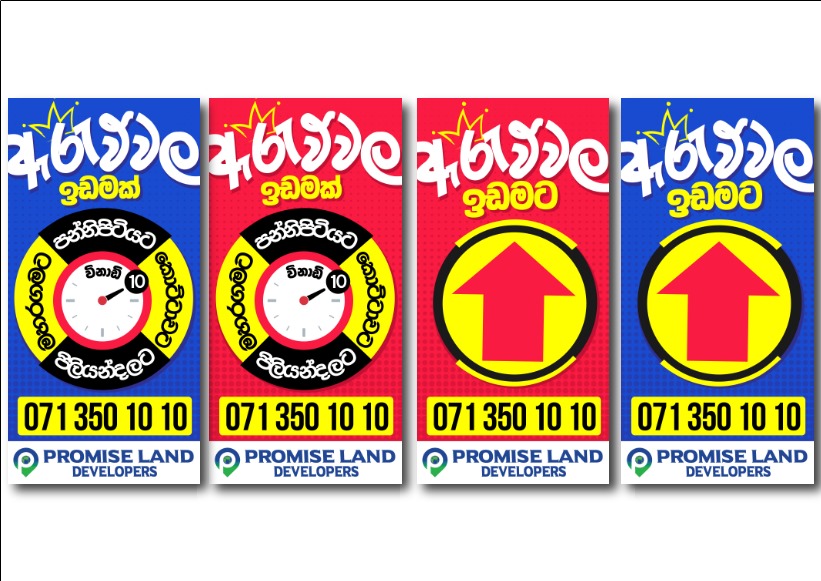 ඇරැව්වල
ඉඩමක්
පන්නිපිටියට
මහරගමට
කොට්ටාවට
විනාඩි
10
පිලියන්දලට
071 350 10 10
PROMISE LAND
DEVELOPERS
ඇරැව්වල
ඉඩමක්
පන්නිපිටියට
මහරගමට
කොට්ටාවට
විනාඩි
10
පිලියන්දලට
071 350 10 10
PROMISE LAND
DEVELOPERS
ඇරැව්වල
ඉඩමට
071 350 10 10
PROMISE LAND
DEVELOPERS
ඇරැව්වල
ඉඩමට
071 350 10 10
PROMISE LAND
DEVELOPERS